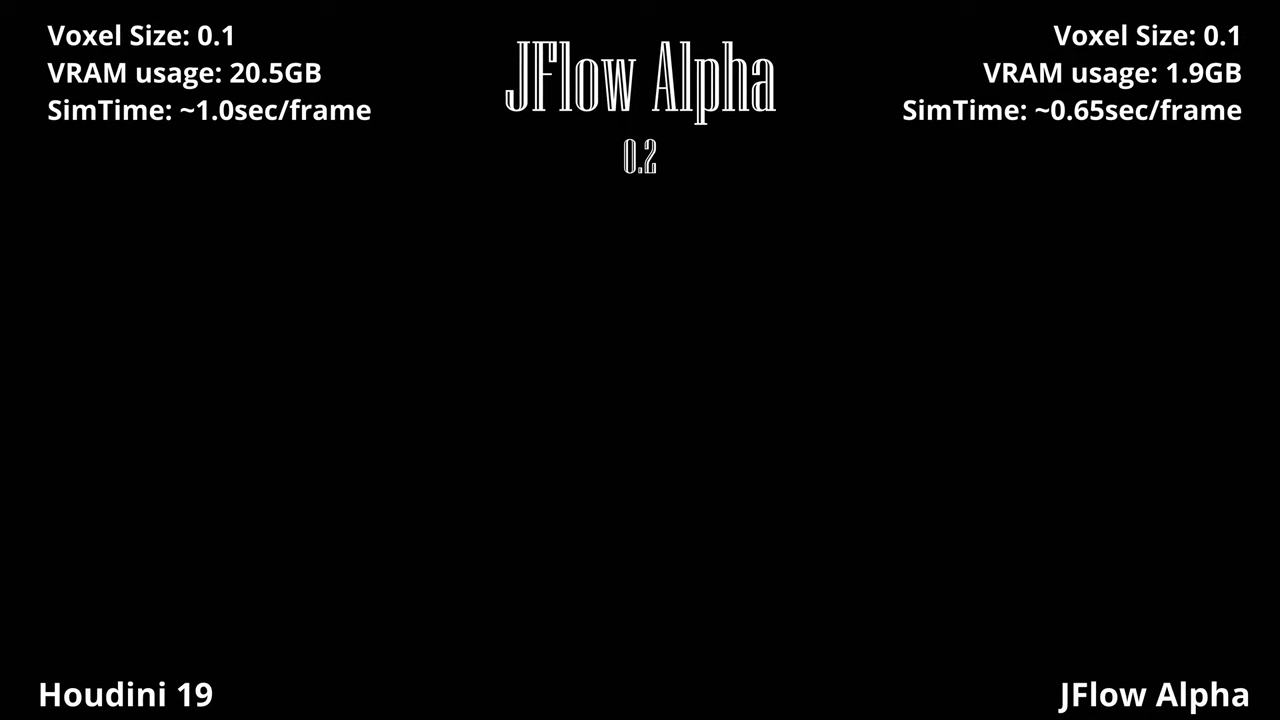 Voxel Size: 0.1
VRAM usage: 20.5GB
SimTime: ~1.0sec/frame
JFlow Alpha
0.2
Voxel Size: 0.1
VRAM usage: 1.9GB
SimTime: ~0.65sec/frame
Houdini 19
JFlow Alpha